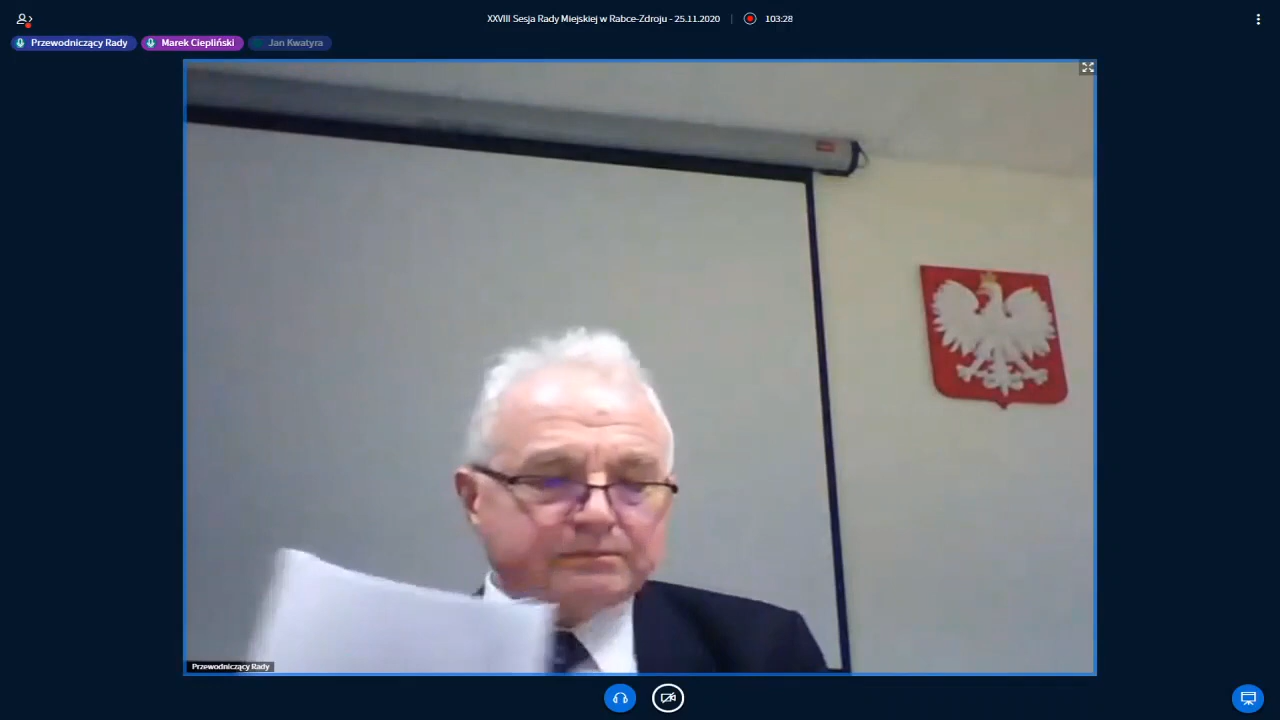 XXVIII Sesja Rady Miejskiej w Rabce-Zdroju - 25.11.2020 | 103:28
Przewodniczący Rady Marek Ciepliński Jan Kwatyra
Przewodniczący Rady